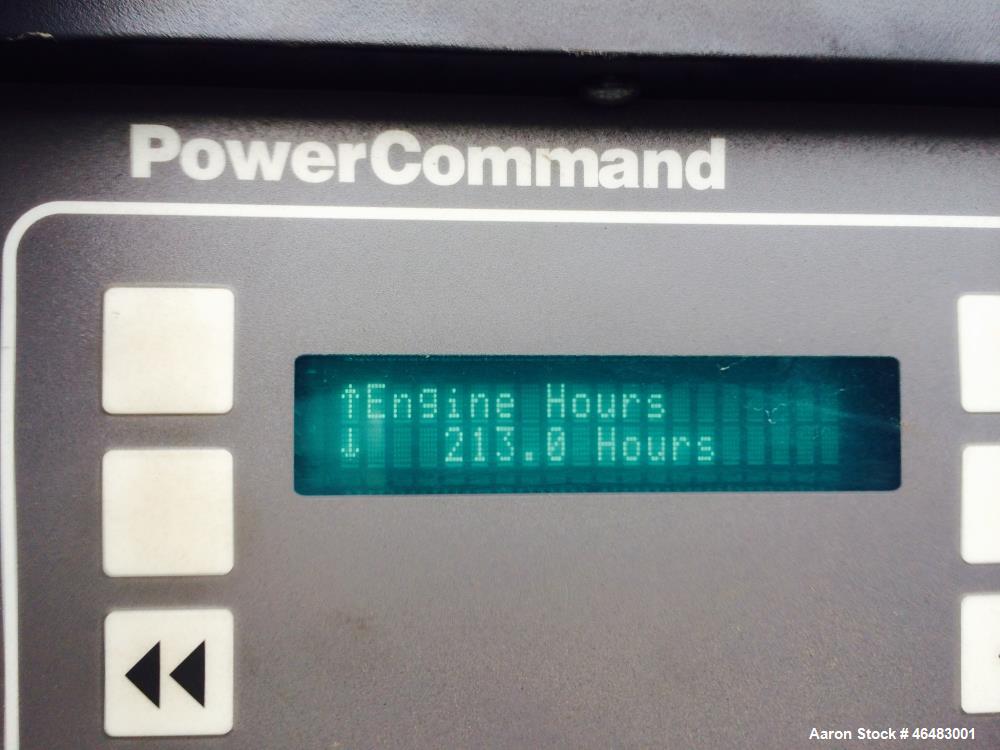 PowerCommand
↑Engine Hours
↓ 213.0 Hours
Aaron Stock # 46483001